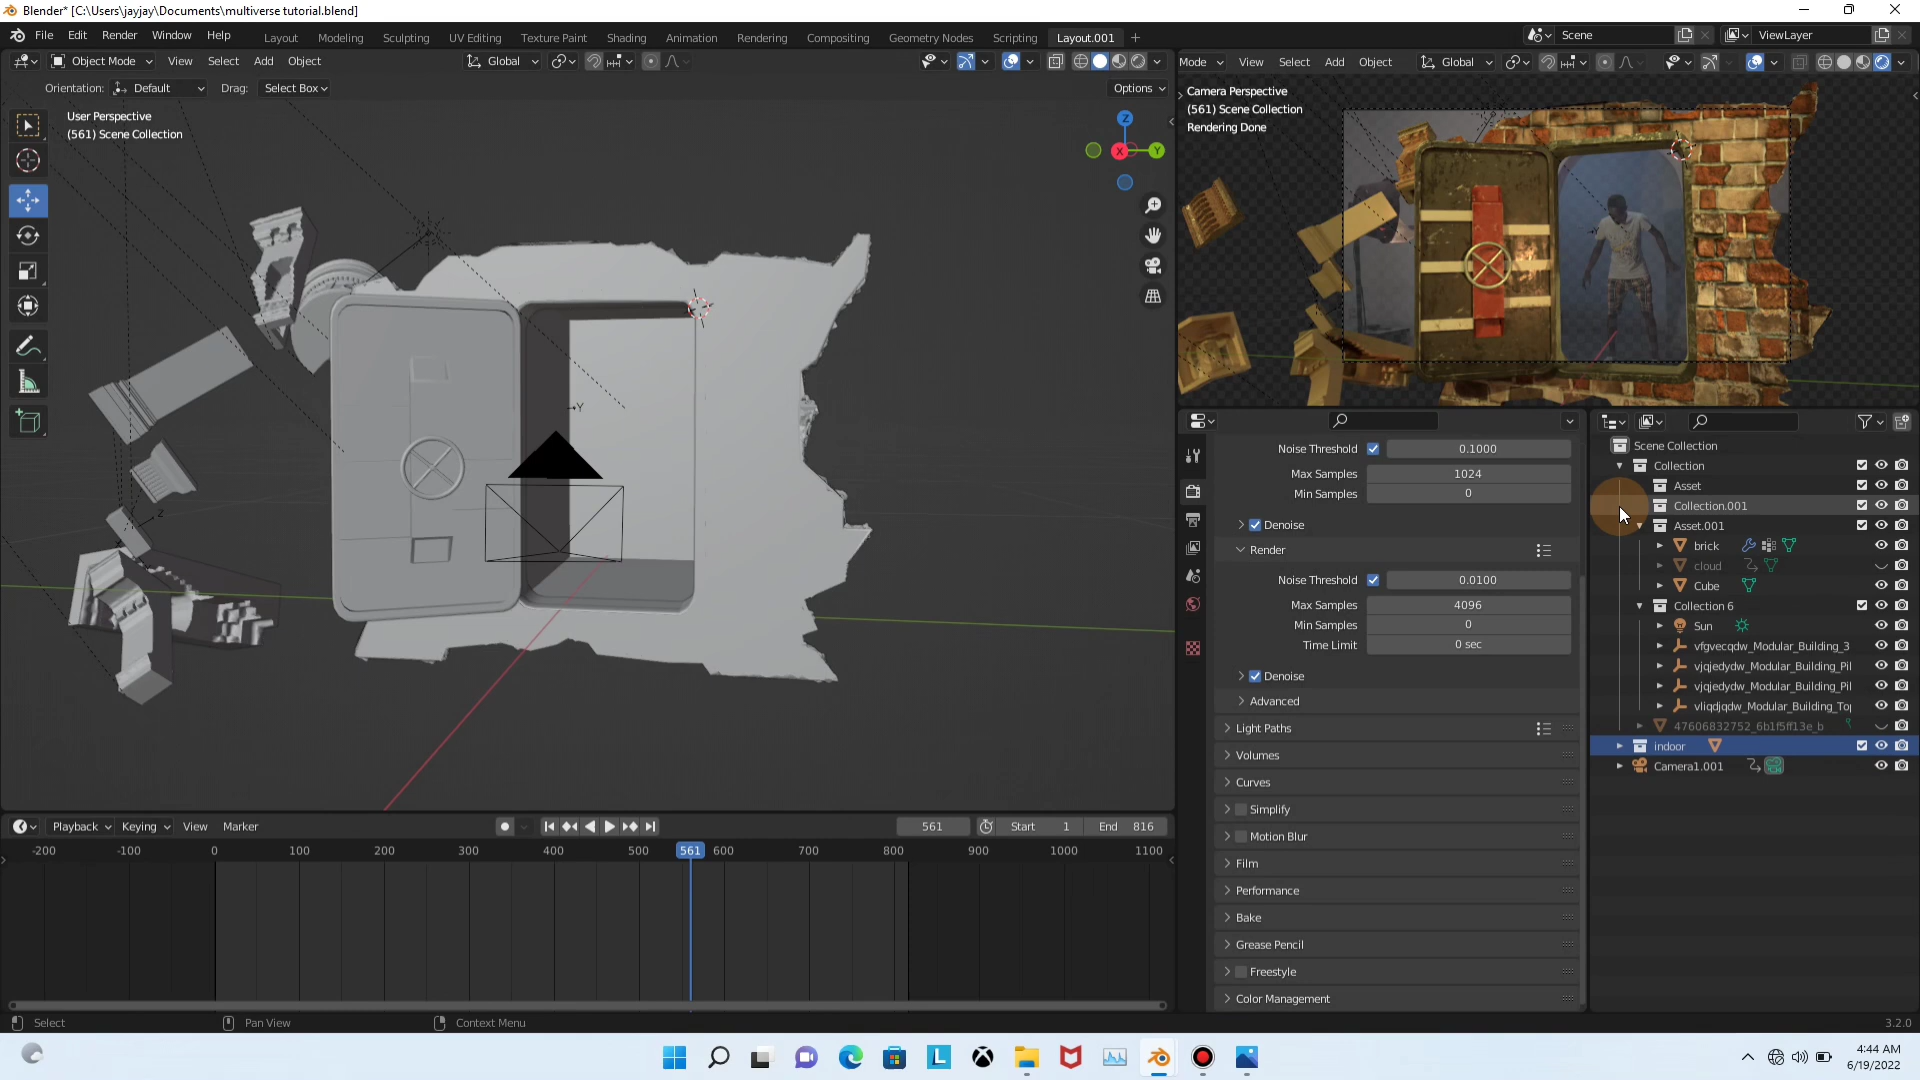 Blender* [C:\Users\jayjay\Documents\multiverse tutorial.blend]
File Edit Render Window Help
Layout Modeling Sculpting UV Editing Texture Paint Shading Animation Rendering Compositing Geometry Nodes Scripting Layout.001 +
Scene ViewLayer
Object Mode View Select Add Object Global
Mode View Select Add Object Global
Orientation: Default Drag: Select Box Options
User Perspective
(561) Scene Collection
Z
X
Y
Camera Perspective
(561) Scene Collection
Rendering Done
Y
Z
Noise Threshold 0.1000
Max Samples 1024
Min Samples 0
Denoise
Render
Noise Threshold 0.0100
Max Samples 4096
Min Samples 0
Time Limit 0 sec
Denoise
Advanced
Light Paths
Volumes
Curves
Simplify
Motion Blur
Film
Performance
Bake
Grease Pencil
Freestyle
Color Management
Scene Collection
Collection
Asset
Collection.001
Asset.001
brick
cloud
Cube
Collection 6
Sun
vfgvecqdw_Modular_Building_3
vjqjedydw_Modular_Building_Pil
vjqjedydw_Modular_Building_Pil
vliqdjqdw_Modular_Building_To
47606832752_6b1f5ff13e_b
indoor
Camera1.001
Playback Keying View Marker 561 Start 1 End 816
-200 -100 0 100 200 300 400 500 561 600 700 800 900 1000 1100
Select Pan View Context Menu 3.2.0
4:44 AM
6/19/2022